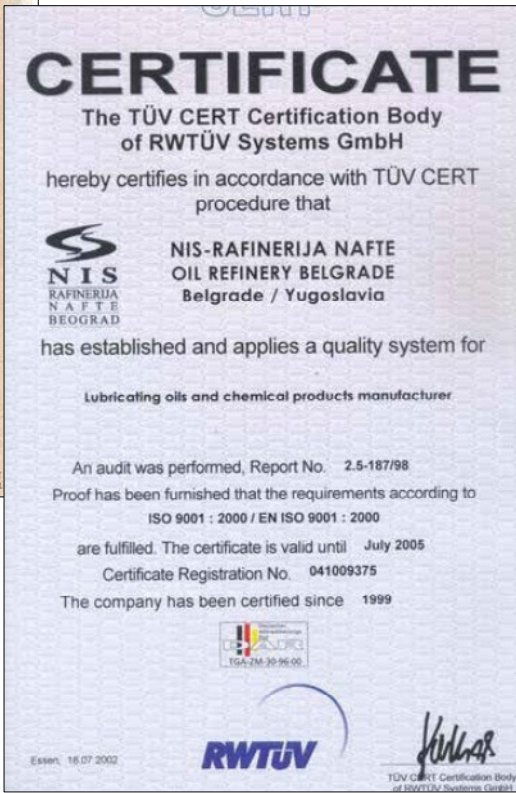 CERT
CERTIFICATE
The TÜV CERT Certification Body
of RWTÜV Systems GmbH
hereby certifies in accordance with TÜV CERT
procedure that
NIS
RAFINERIJA
NAFTE
BEOGRAD
NIS-RAFINERIJA NAFTE
OIL REFINERY BELGRADE
Belgrade / Yugoslavia
has established and applies a quality system for
Lubricating oils and chemical products manufacturer
An audit was performed, Report No. 2.5-187/98
Proof has been furnished that the requirements according to
ISO 9001 : 2000 / EN ISO 9001 : 2000
are fulfilled. The certificate is valid until July 2005
Certificate Registration No. 041009375
The company has been certified since 1999
DAR
TGA-ZM-30-96-00
RWTÜV
Essen, 18.07.2002
TÜV CERT Certification Body
of RWTÜV Systems GmbH